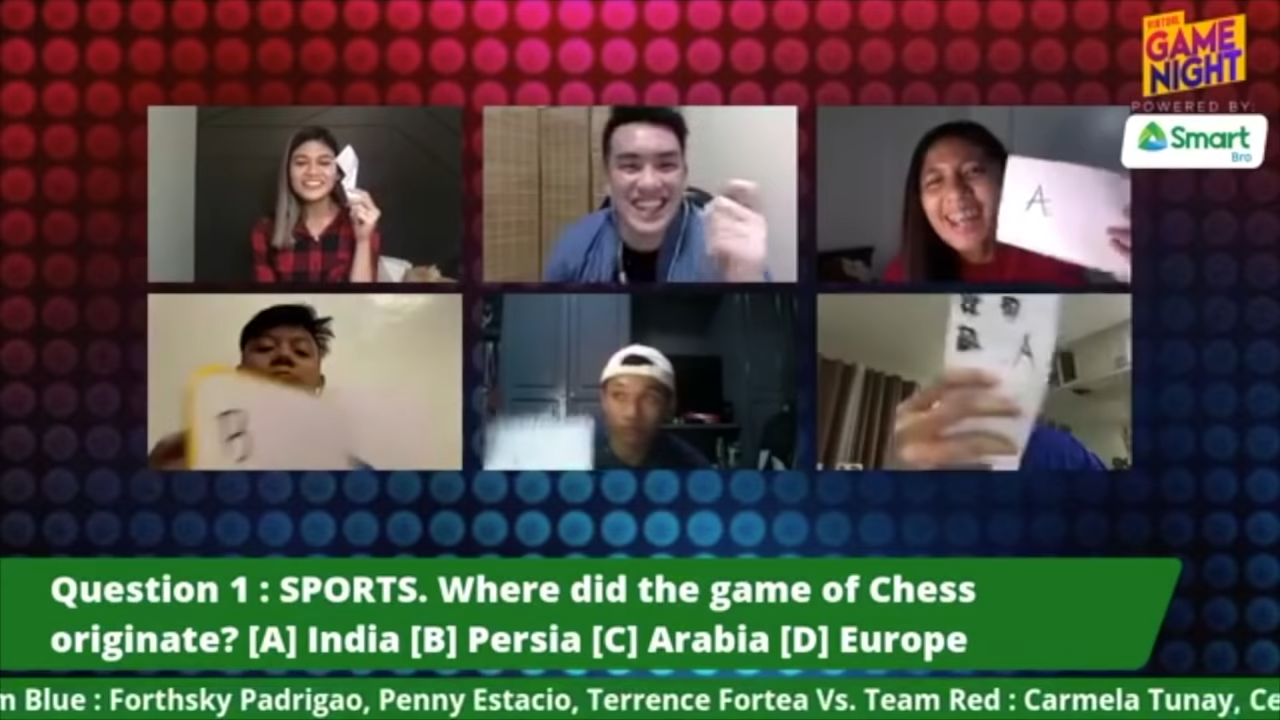 VIRTUAL
GAME
NIGHT
POWERED BY:
Smart
Bro
A
B
A
Question 1 : SPORTS. Where did the game of Chess
originate? [A] India [B] Persia [C] Arabia [D] Europe
m Blue : Forthsky Padrigao, Penny Estacio, Terrence Fortea Vs. Team Red : Carmela Tunay, Ce